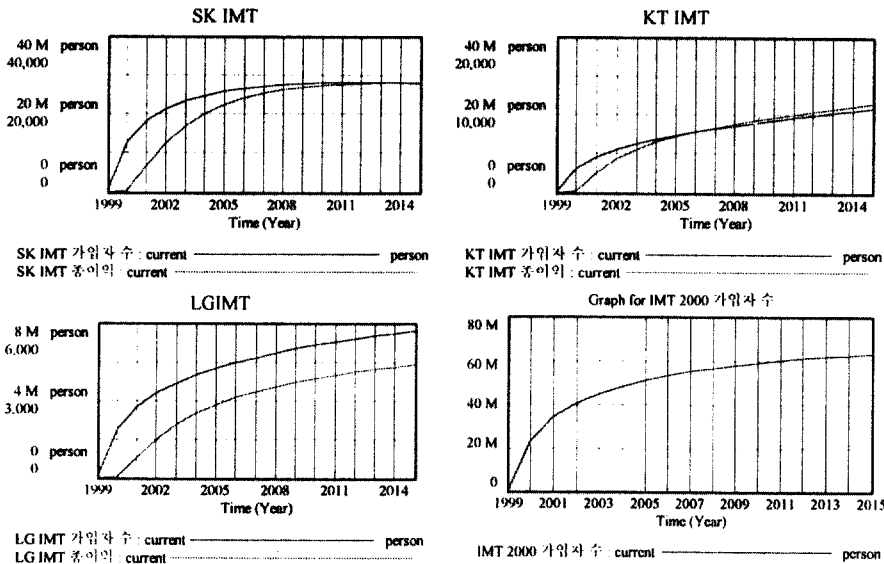 SK IMT
40 M person
40,000
20 M person
20,000
0 person
0
1999 2002 2005 2008 2011 2014
Time (Year)
SK IMT 가입자 수 : current person
SK IMT 총이익 : current
KT IMT
40 M person
20,000
20 M person
10,000
0 person
0
1999 2002 2005 2008 2011 2014
Time (Year)
KT IMT 가입자 수 : current person
KT IMT 총이익 : current
LGIMT
8 M person
6,000
4 M person
3,000
0 person
0
1999 2002 2005 2008 2011 2014
Time (Year)
LG IMT 가입자 수 : current person
LG IMT 총이익 : current
Graph for IMT 2000 가입자 수
80 M
60 M
40 M
20 M
0
1999 2001 2003 2005 2007 2009 2011 2013 2015
Time (Year)
IMT 2000 가입자 수 : current person